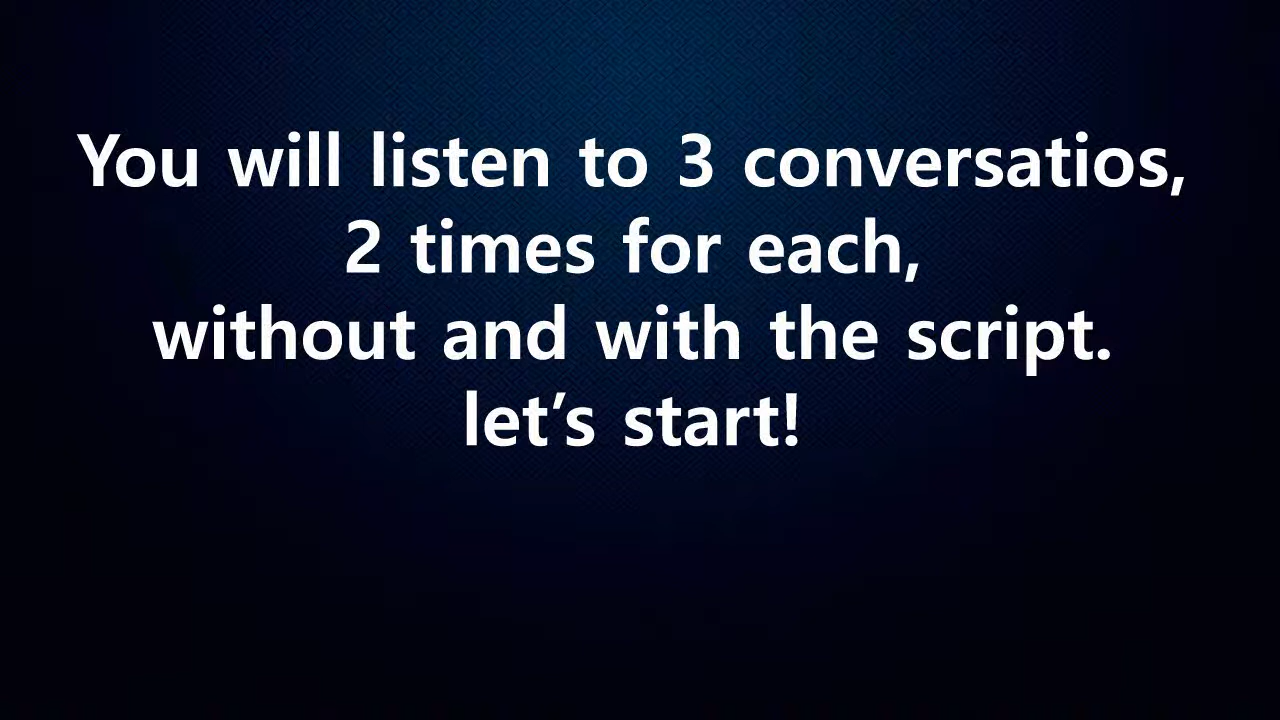 You will listen to 3 conversatios,
2 times for each,
without and with the script.
let’s start!